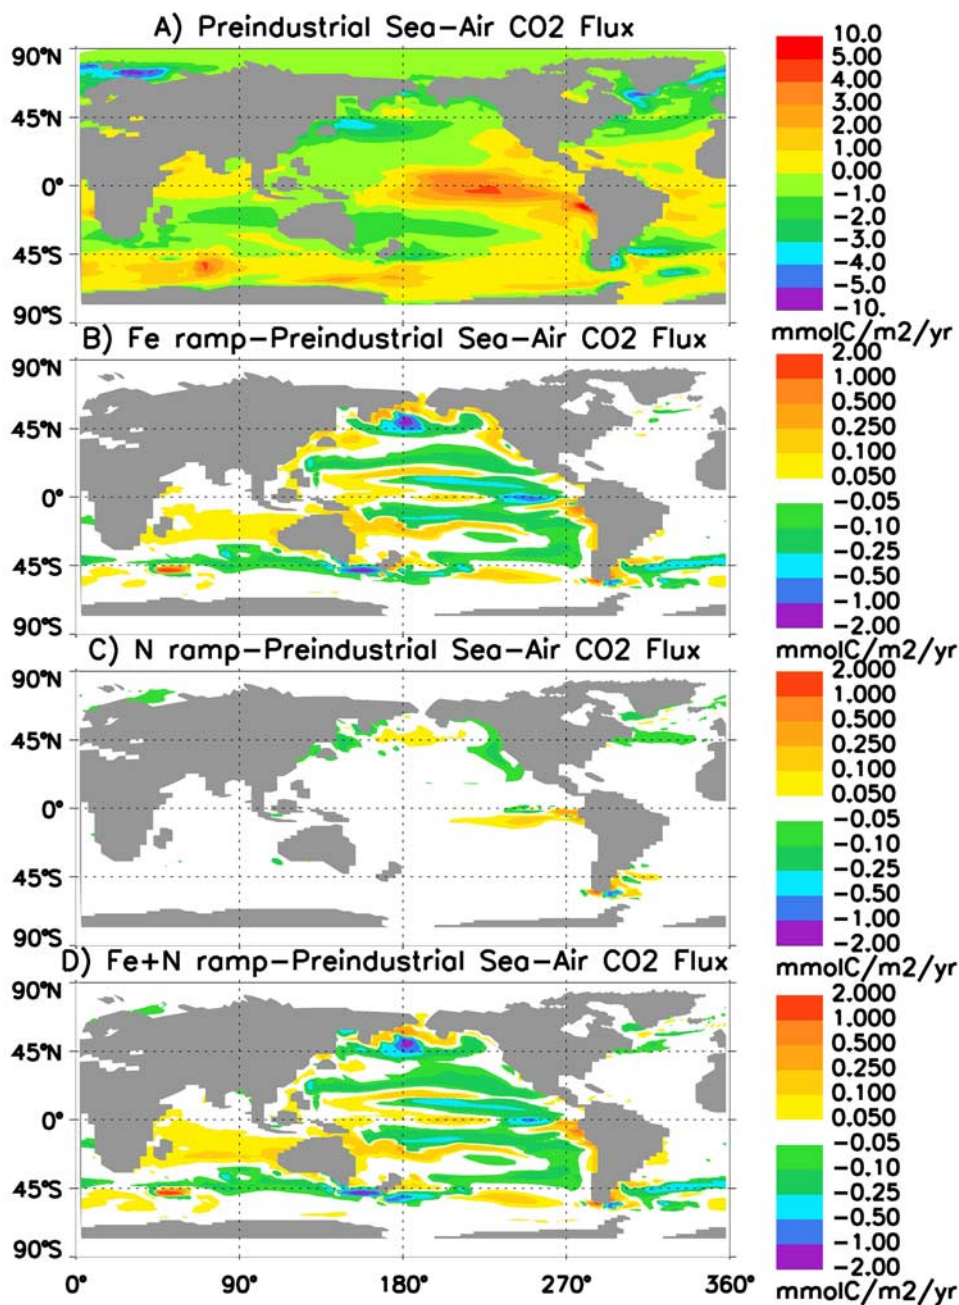 A) Preindustrial Sea-Air CO2 Flux
90°N
45°N
0°
45°S
90°S
10.0
5.00
4.00
3.00
2.00
1.00
0.00
-1.0
-2.0
-3.0
-4.0
-5.0
-10.
mmolC/m2/yr
B) Fe ramp-Preindustrial Sea-Air CO2 Flux
90°N
45°N
0°
45°S
90°S
2.00
1.000
0.500
0.250
0.100
0.050
-0.05
-0.10
-0.25
-0.50
-1.00
-2.00
mmolC/m2/yr
C) N ramp-Preindustrial Sea-Air CO2 Flux
90°N
45°N
0°
45°S
90°S
2.000
1.000
0.500
0.250
0.100
0.050
-0.05
-0.10
-0.25
-0.50
-1.00
-2.00
mmolC/m2/yr
D) Fe+N ramp-Preindustrial Sea-Air CO2 Flux
90°N
45°N
0°
45°S
90°S
2.000
1.000
0.500
0.250
0.100
0.050
-0.05
-0.10
-0.25
-0.50
-1.00
-2.00
mmolC/m2/yr
0° 90° 180° 270° 360°